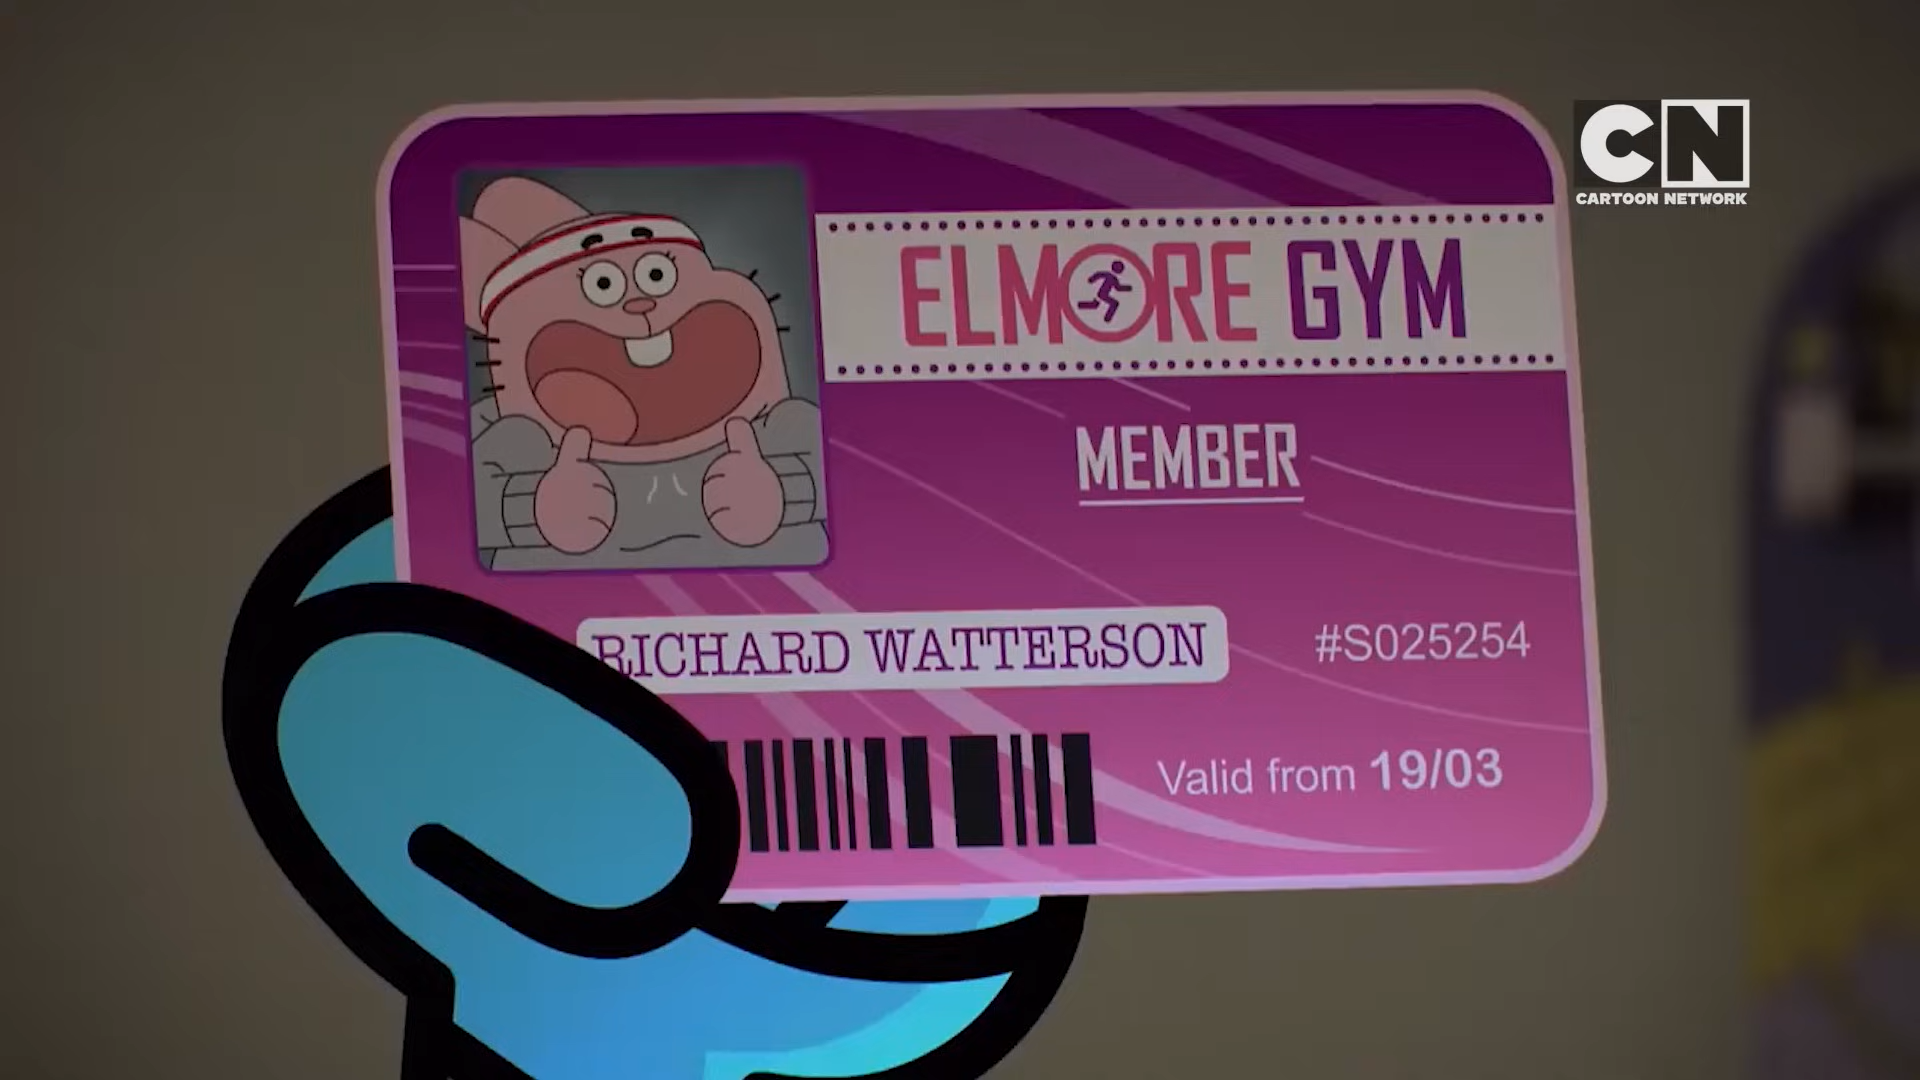 CN
CARTOON NETWORK
ELMORE GYM
MEMBER
RICHARD WATTERSON
#S025254
Valid from 19/03